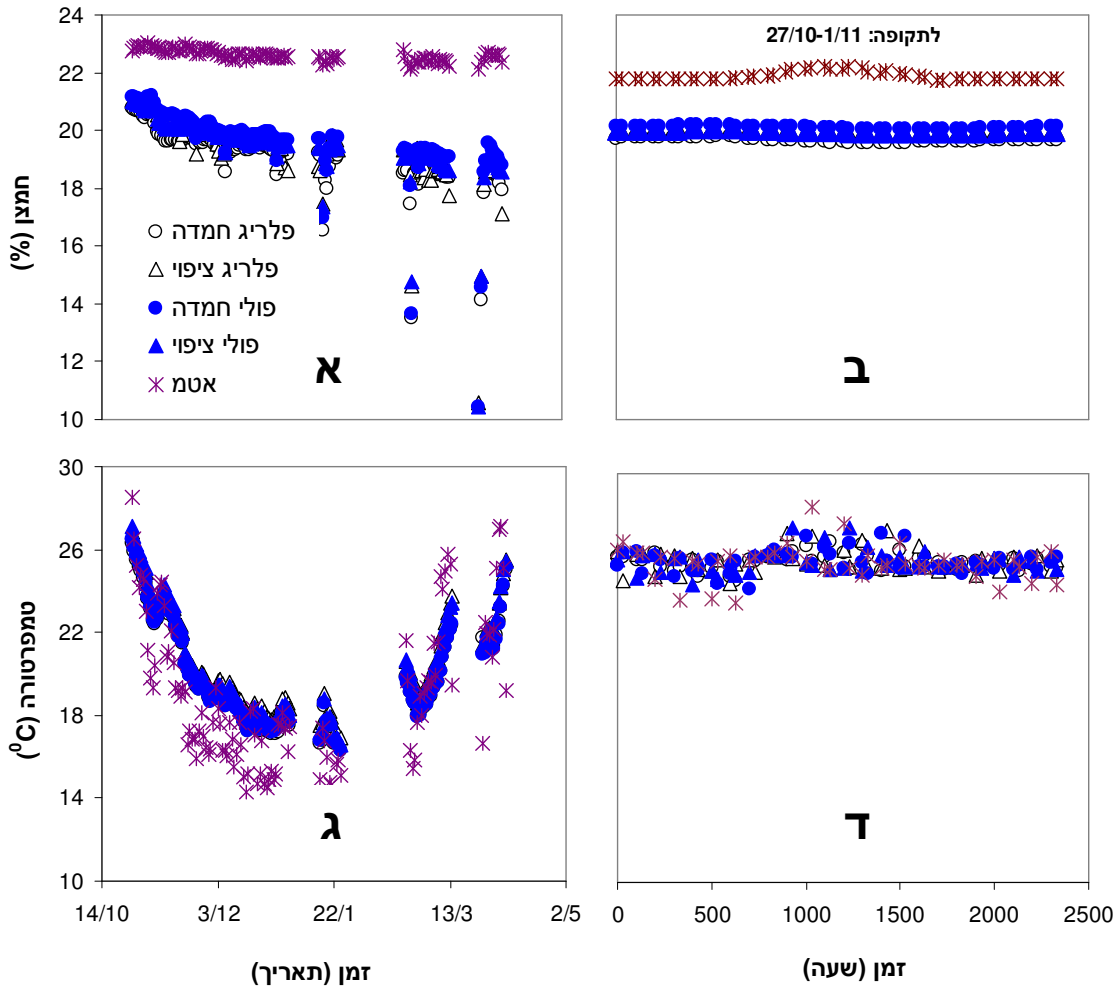 24
22
20
18
16
14
12
10
חמצן (%)
פלריג חמדה
פלריג ציפוי
פולי חמדה
פולי ציפוי
אטמ
א
לתקופה: 27/10-1/11
ב
30
26
22
18
14
10
טמפרטורה (⁰C)
ג
14/10 3/12 22/1 13/3 2/5
זמן (תאריך)
ד
0 500 1000 1500 2000 2500
זמן (שעה)